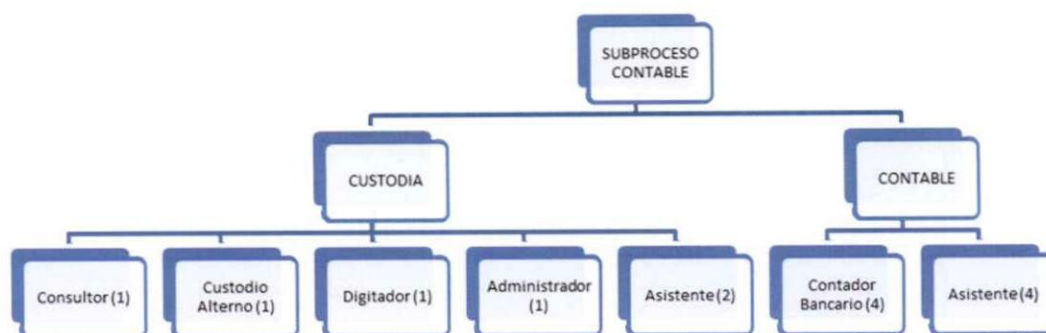 SUBPROCESO
CONTABLE
CUSTODIA
CONTABLE
Consultor (1)
Custodio
Alterno (1)
Digitador (1)
Administrador
(1)
Asistente (2)
Contador
Bancario (4)
Asistente (4)